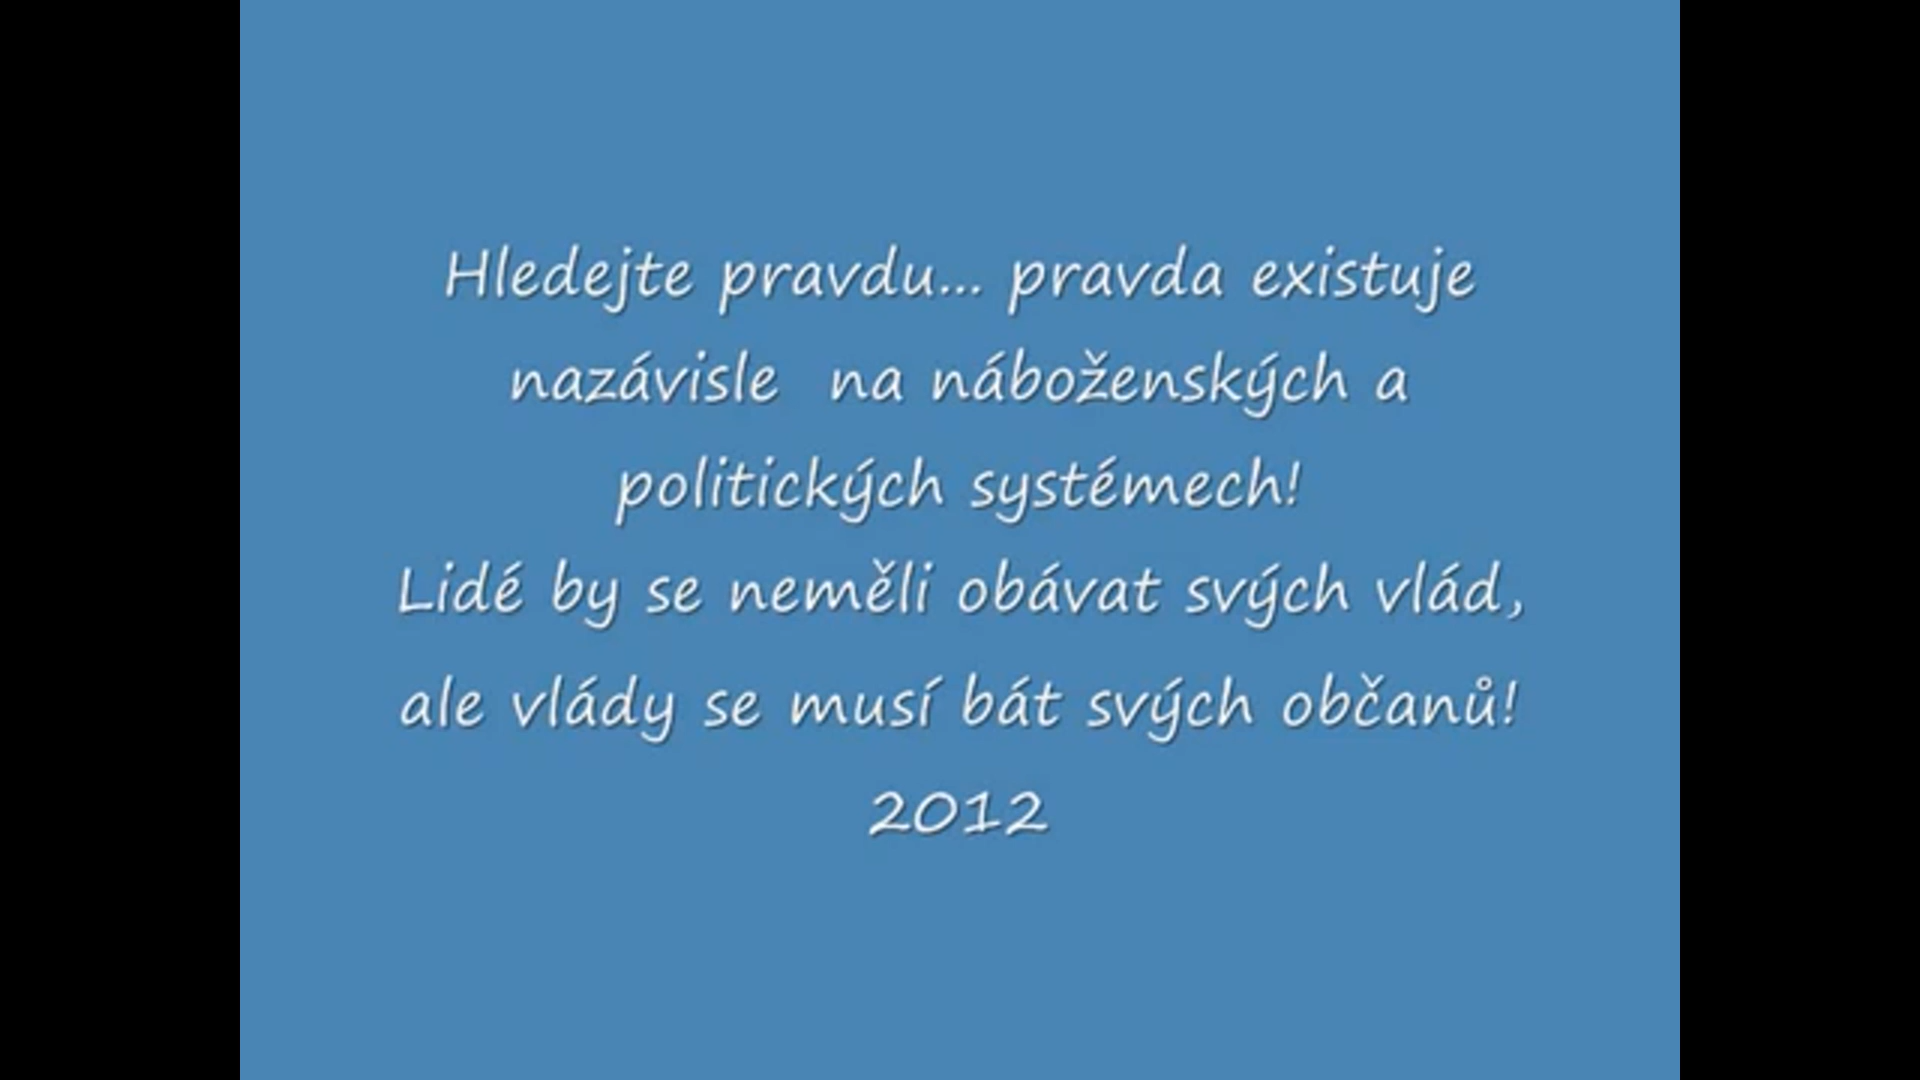 Hledejte pravdu... pravda existuje
nazávisle  na náboženských a
politických systémech!
Lidé by se neměli obávat svých vlád,
ale vlády se musí bát svých občanů!
2012